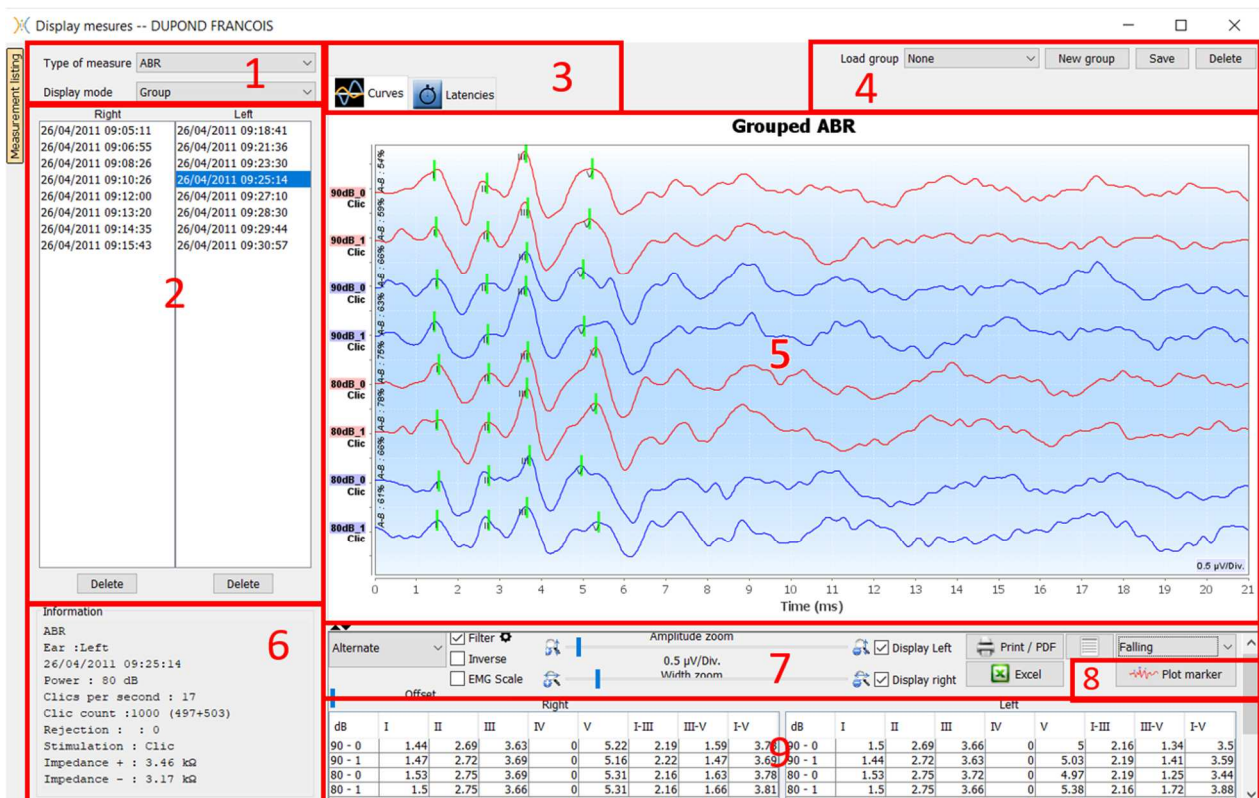 Display mesures -- DUPOND FRANCOIS
Measurement listing
Type of measure ABR
Display mode Group
1
Right Left
26/04/2011 09:05:11 26/04/2011 09:18:41
26/04/2011 09:06:55 26/04/2011 09:21:36
26/04/2011 09:08:26 26/04/2011 09:23:30
26/04/2011 09:10:26 26/04/2011 09:25:14
26/04/2011 09:12:00 26/04/2011 09:27:10
26/04/2011 09:13:20 26/04/2011 09:28:30
26/04/2011 09:14:35 26/04/2011 09:29:44
26/04/2011 09:15:43 26/04/2011 09:30:57
2
Delete Delete
Curves Latencies
3
Load group None New group Save Delete
4
Grouped ABR
90dB_0
Clic
A-B : 54%
90dB_1
Clic
A-B : 59%
90dB_0
Clic
A-B : 66%
90dB_1
Clic
A-B : 63%
80dB_0
Clic
A-B : 75%
80dB_1
Clic
A-B : 78%
80dB_0
Clic
A-B : 66%
80dB_1
Clic
A-B : 61%
5
0.5 µV/Div.
0 1 2 3 4 5 6 7 8 9 10 11 12 13 14 15 16 17 18 19 20 21
Time (ms)
Information
6
ABR
Ear :Left
26/04/2011 09:25:14
Power : 80 dB
Clics per second : 17
Clic count :1000 (497+503)
Rejection : : 0
Stimulation : Clic
Impedance + : 3.46 kΩ
Impedance - : 3.17 kΩ
Alternate
Filter
Inverse
EMG Scale
Offset
Amplitude zoom
0.5 µV/Div.
Width zoom
7
Display Left
Display right
Print / PDF
Excel
Falling
8
Plot marker
Right Left
9
dB I II III IV V I-III III-V I-V dB I II III IV V I-III III-V I-V
90 - 0 1.44 2.69 3.63 0 5.22 2.19 1.59 3.78 90 - 0 1.5 2.69 3.66 0 5 2.16 1.34 3.5
90 - 1 1.47 2.72 3.69 0 5.16 2.22 1.47 3.69 90 - 1 1.44 2.72 3.63 0 5.03 2.19 1.41 3.59
80 - 0 1.53 2.75 3.69 0 5.31 2.16 1.63 3.78 80 - 0 1.53 2.75 3.72 0 4.97 2.19 1.25 3.44
80 - 1 1.5 2.75 3.66 0 5.31 2.16 1.66 3.81 80 - 1 1.5 2.75 3.66 0 5.38 2.16 1.72 3.88